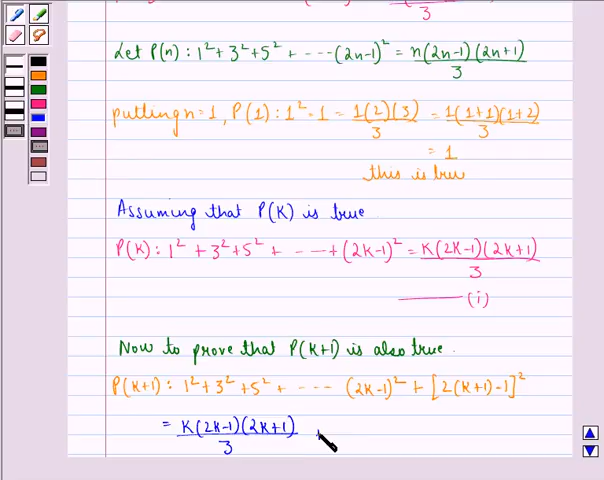 3
Let P(n) : 1² + 3² + 5² + ---- (2n-1)² = n(2n-1)(2n+1)/3
putting n = 1, P(1) : 1² = 1 = 1(2)(3)/3 = 1(1+1)(1+2)/3
= 1
this is true
Assuming that P(K) is true
P(K) : 1² + 3² + 5² + ---- + (2K-1)² = K(2K-1)(2K+1)/3
——— (i)
Now to prove that P(K+1) is also true.
P(K+1) : 1² + 3² + 5² + ---- (2K-1)² + [2(K+1)-1]²
= K(2K-1)(2K+1)/3